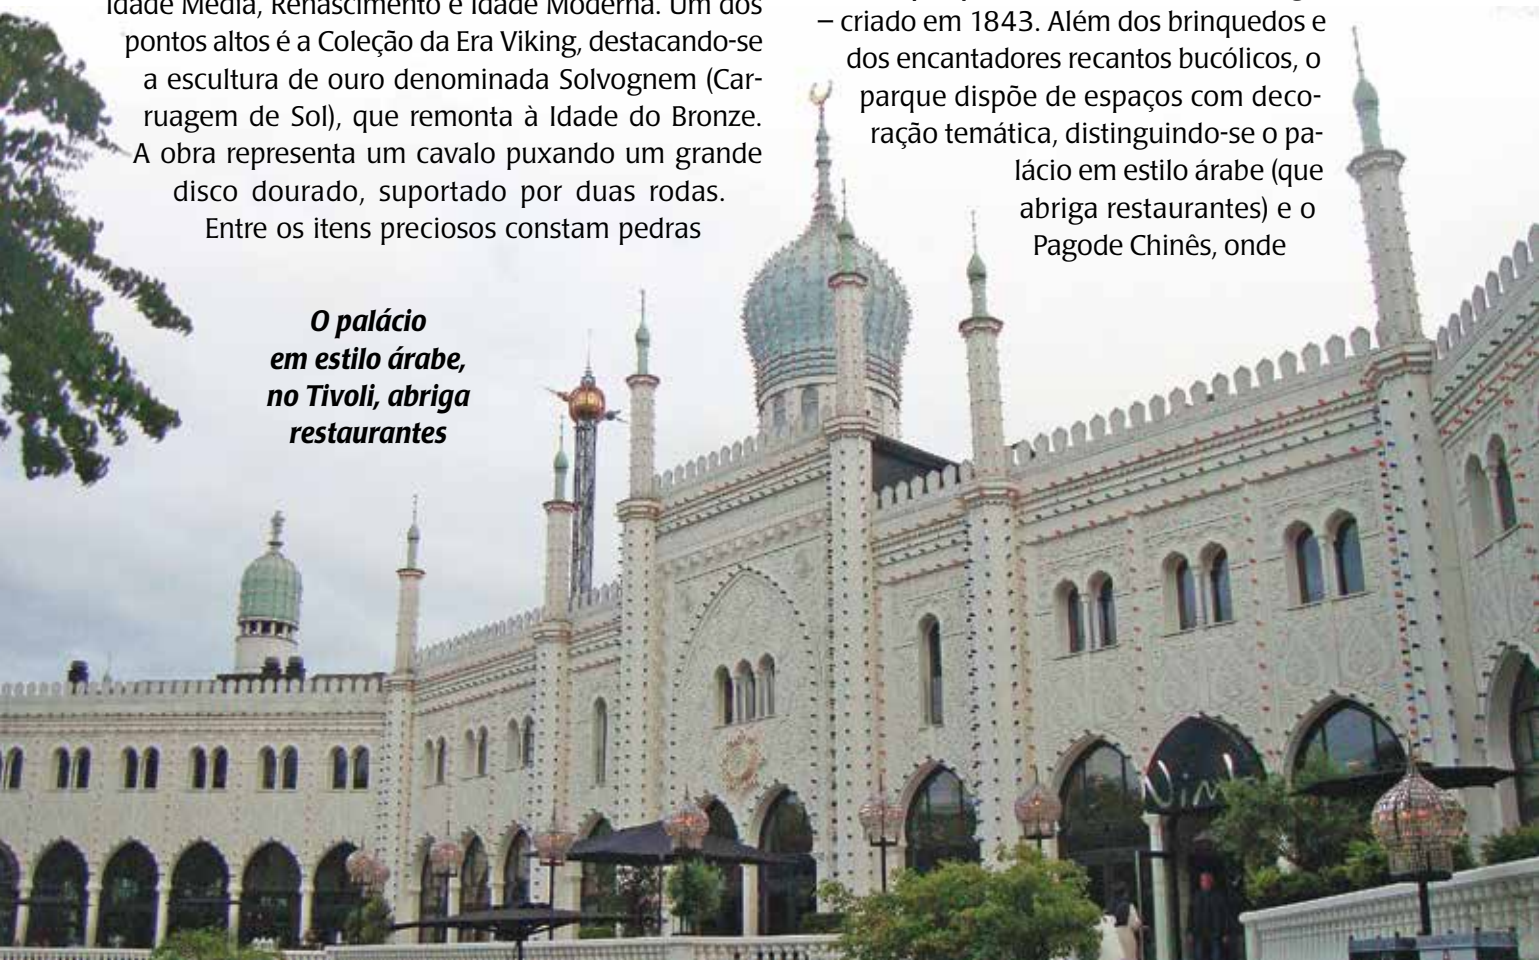 Idade Média, Renascimento e Idade Moderna. Um dos
pontos altos é a Coleção da Era Viking, destacando-se
a escultura de ouro denominada Solvognem (Car-
ruagem de Sol), que remonta à Idade do Bronze.
A obra representa um cavalo puxando um grande
disco dourado, suportado por duas rodas.
Entre os itens preciosos constam pedras
– criado em 1843. Além dos brinquedos e
dos encantadores recantos bucólicos, o
parque dispõe de espaços com deco-
ração temática, distinguindo-se o pa-
lácio em estilo árabe (que
abriga restaurantes) e o
Pagode Chinês, onde
O palácio
em estilo árabe,
no Tivoli, abriga
restaurantes
Nimb